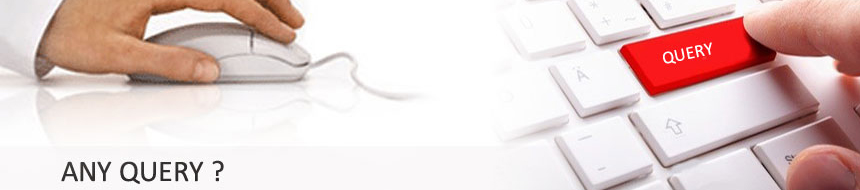 QUERY
Ä
ANY QUERY ?